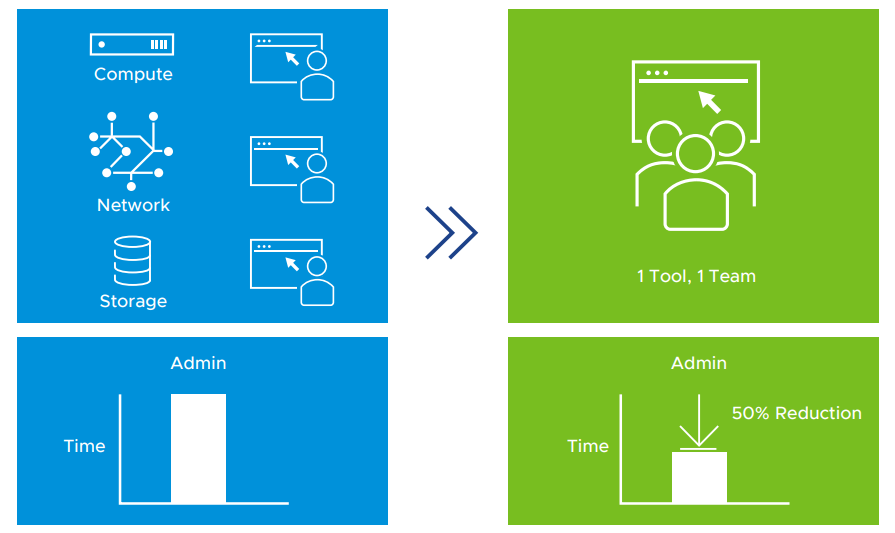 Compute
Network
Storage
1 Tool, 1 Team
Admin
Time
Admin
50% Reduction
Time